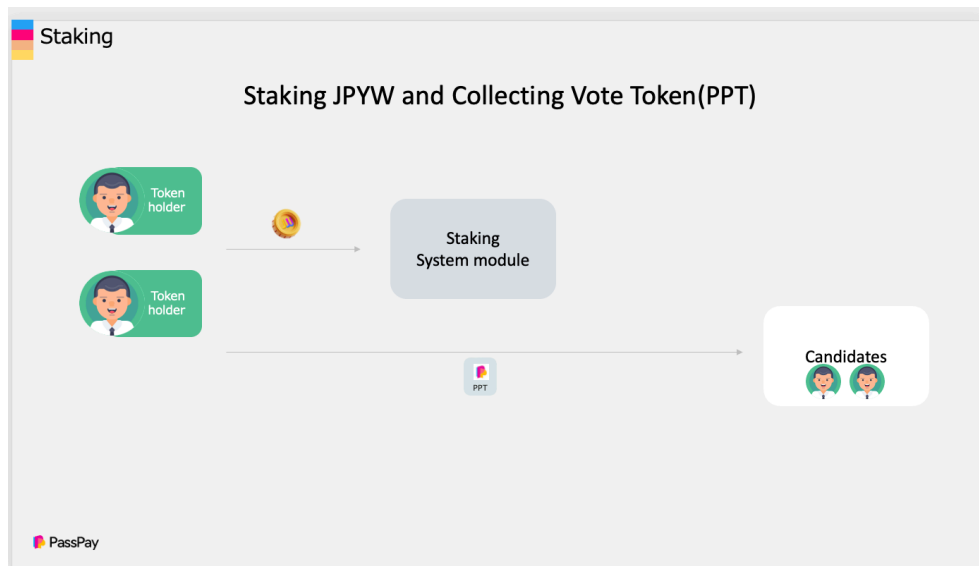 Staking
Staking JPYW and Collecting Vote Token(PPT)
Token
holder
Staking
System module
Token
holder
Candidates
PPT
PassPay